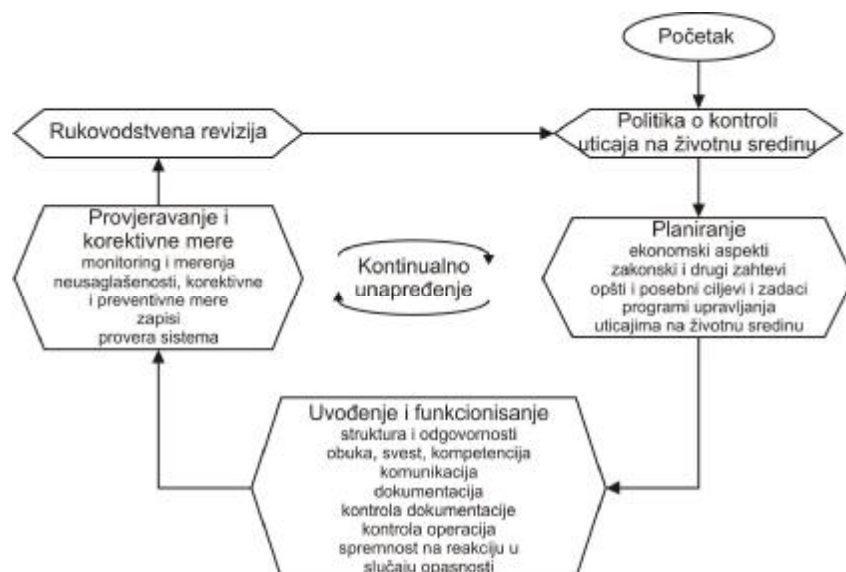 Početak
Rukovodstvena revizija
Politika o kontroli
uticaja na životnu sredinu
Provjeravanje i
korektivne mere
monitoring i merenja
neusaglašenosti, korektivne
i preventivne mere
zapisi
provera sistema
Kontinualno
unapređenje
Planiranje
ekonomski aspekti
zakonski i drugi zahtevi
opšti i posebni ciljevi i zadaci
programi upravljanja
uticajima na životnu sredinu
Uvođenje i funkcionisanje
struktura i odgovornosti
obuka, svest, kompetencija
komunikacija
dokumentacija
kontrola dokumentacije
kontrola operacija
spremnost na reakciju u
slučaju opasnosti